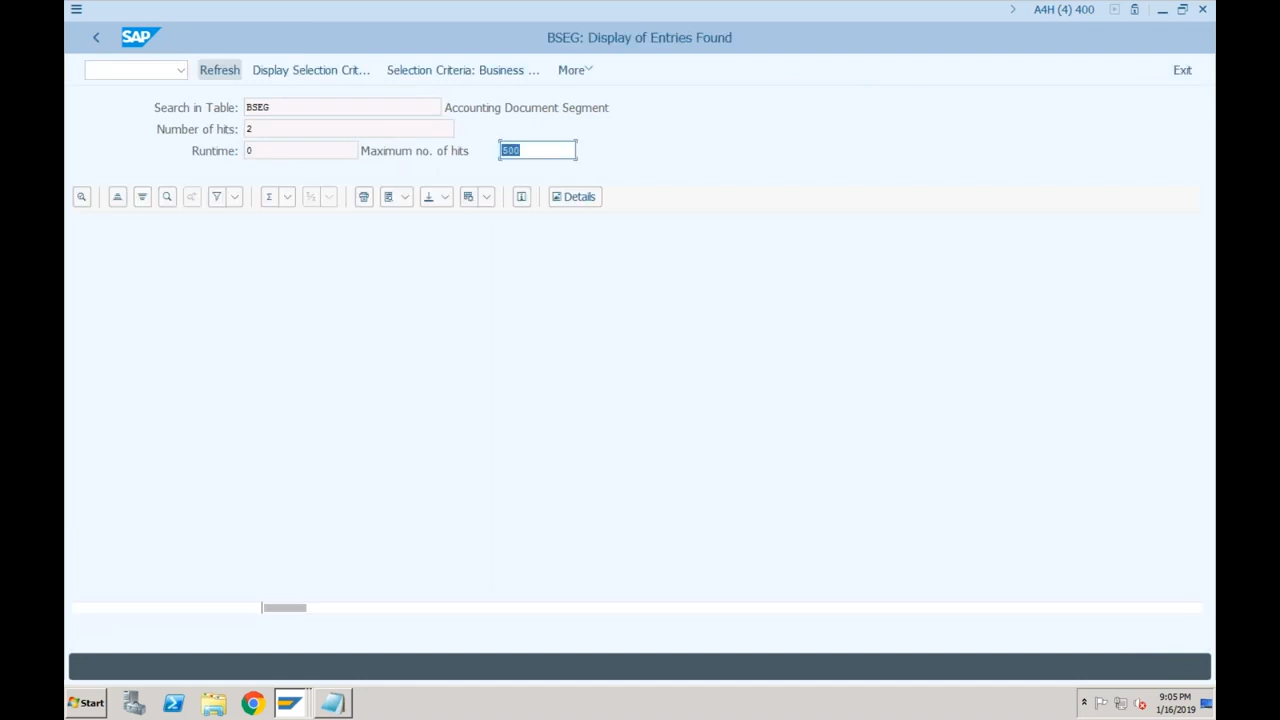 A4H (4) 400
SAP
BSEG: Display of Entries Found
Refresh
Display Selection Crit...
Selection Criteria: Business ...
More
Exit
Search in Table: BSEG Accounting Document Segment
Number of hits: 2
Runtime: 0 Maximum no. of hits 500
Details
Start
9:05 PM
1/16/2019